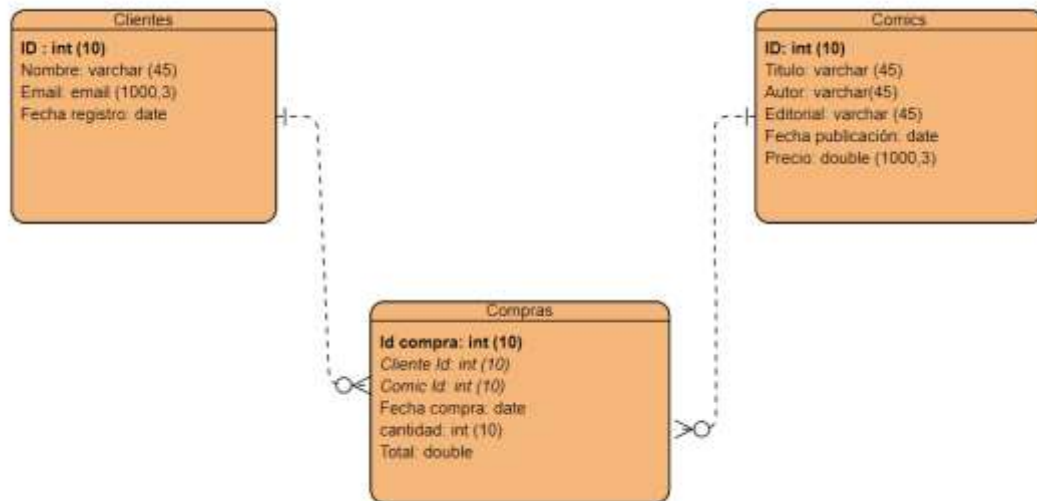 Clientes
ID : int (10)
Nombre: varchar (45)
Email: email (1000,3)
Fecha registro: date
Comics
ID: int (10)
Titulo: varchar (45)
Autor: varchar(45)
Editorial: varchar (45)
Fecha publicación: date
Precio: double (1000,3)
Compras
Id compra: int (10)
Cliente Id: int (10)
Comic Id: int (10)
Fecha compra: date
cantidad: int (10)
Total: double